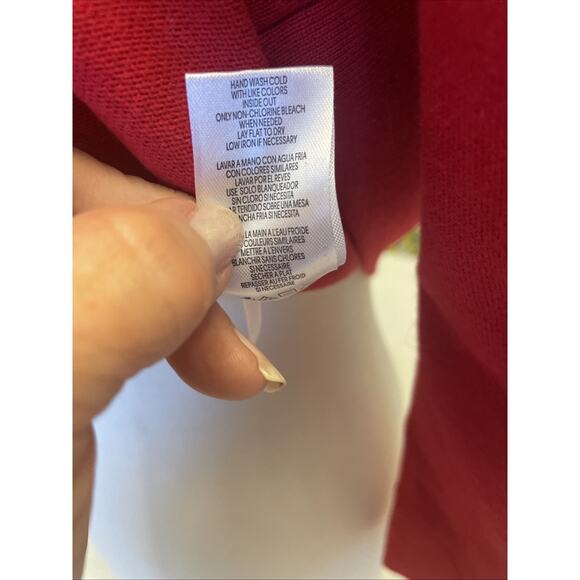 HAND WASH COLD
WITH LIKE COLORS
INSIDE OUT
ONLY NON-CHLORINE BLEACH
WHEN NEEDED
LAY FLAT TO DRY
LOW IRON IF NECESSARY
LAVAR A MANO CON AGUA FRIA
CON COLORES SIMILARES
LAVAR POR EL REVES
USE SOLO BLANQUEADOR
SIN CLORO SI NECESITA
TENDIDO SOBRE UNA MESA
FRIA SI NECESITA
LA MAIN A L'EAU FROIDE
COULEURS SIMILAIRES
METTRE A L'ENVERS
BLANCHIR SANS CHLORES
SI NECESSAIRE
SECHER A PLAT
REPASSER AU FER FROID
SI NECESSAIRE